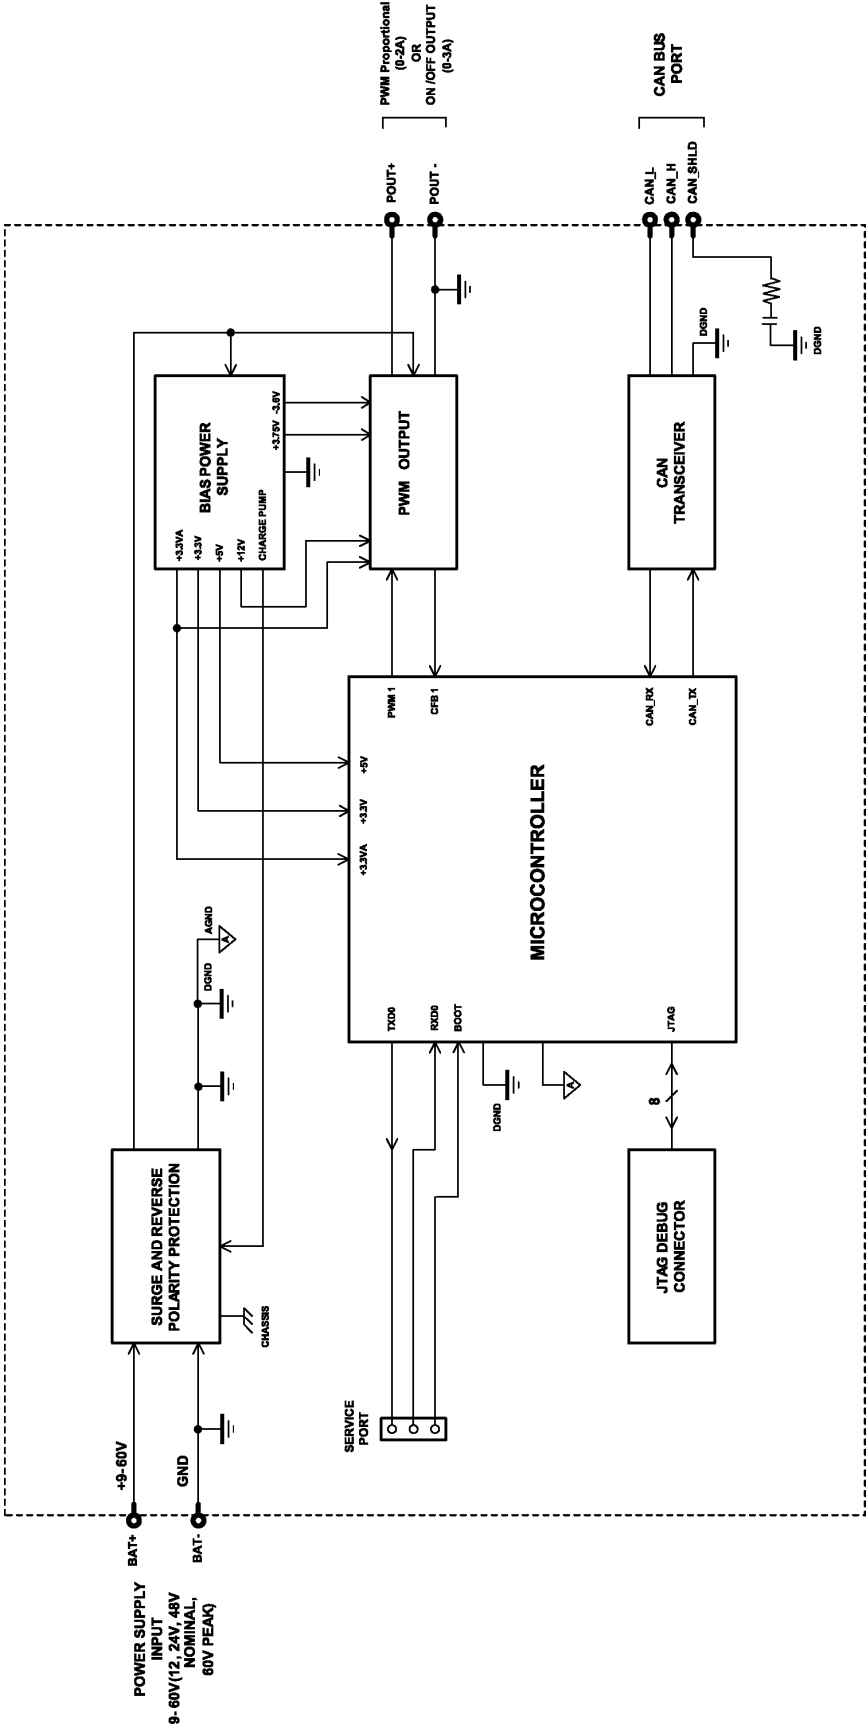 POWER SUPPLY
INPUT
9-60V(12, 24V, 48V
NOMINAL,
60V PEAK)
BAT+
BAT-
+9-60V
GND
SURGE AND REVERSE
POLARITY PROTECTION
CHASSIS
DGND
AGND
A
BIAS POWER
SUPPLY
+3.3VA
+3.3V
+5V
+12V
CHARGE PUMP
+3.75V
-3.6V
PWM OUTPUT
POUT+
POUT -
PWM Proportional
(0-2A)
OR
ON /OFF OUTPUT
(0-3A)
SERVICE
PORT
MICROCONTROLLER
TXD0
RXD0
BOOT
JTAG
+3.3VA
+3.3V
+5V
PWM 1
CFB 1
CAN_RX
CAN_TX
DGND
A
8
JTAG DEBUG
CONNECTOR
CAN
TRANSCEIVER
DGND
DGND
CAN_L
CAN_H
CAN_SHLD
CAN BUS
PORT